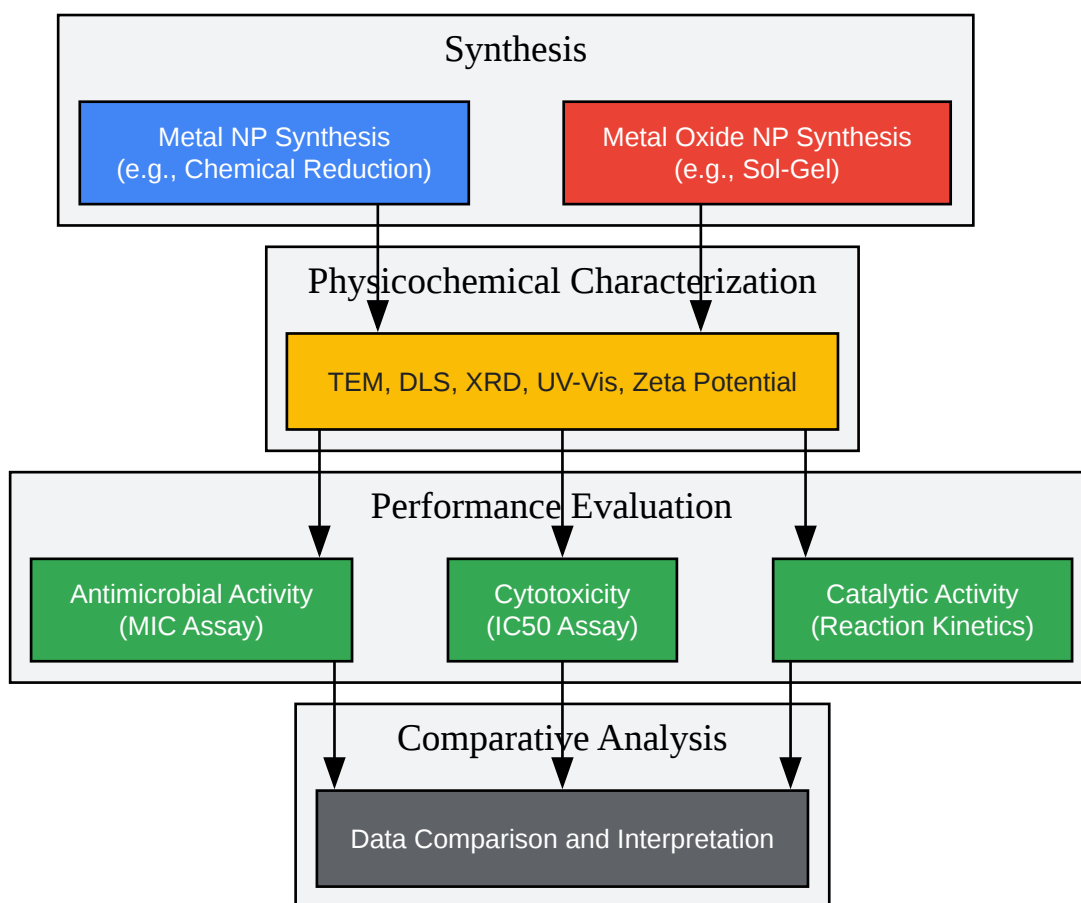 Synthesis
Metal NP Synthesis
(e.g., Chemical Reduction)
Metal Oxide NP Synthesis
(e.g., Sol-Gel)
Physicochemical Characterization
TEM, DLS, XRD, UV-Vis, Zeta Potential
Performance Evaluation
Antimicrobial Activity
(MIC Assay)
Cytotoxicity
(IC50 Assay)
Catalytic Activity
(Reaction Kinetics)
Comparative Analysis
Data Comparison and Interpretation